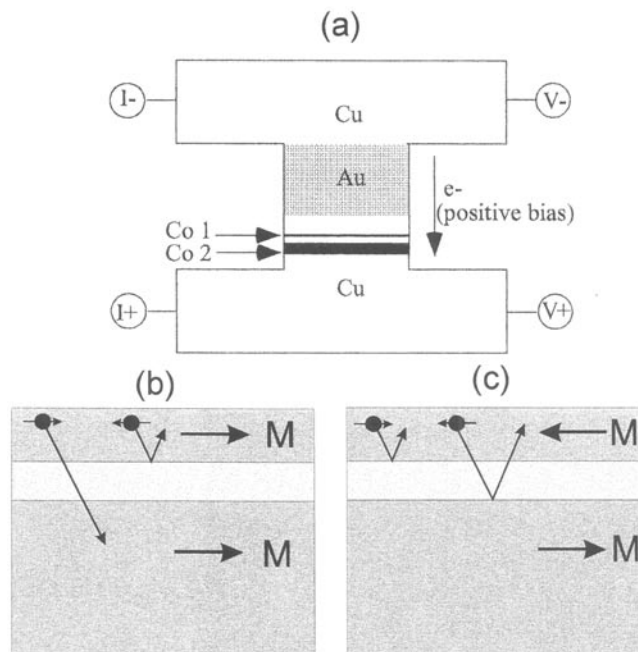 (a)
I-
Cu
V-
Au
e-
(positive bias)
Co 1
Co 2
Cu
I+
V+
(b)
(c)
M
M
M
M